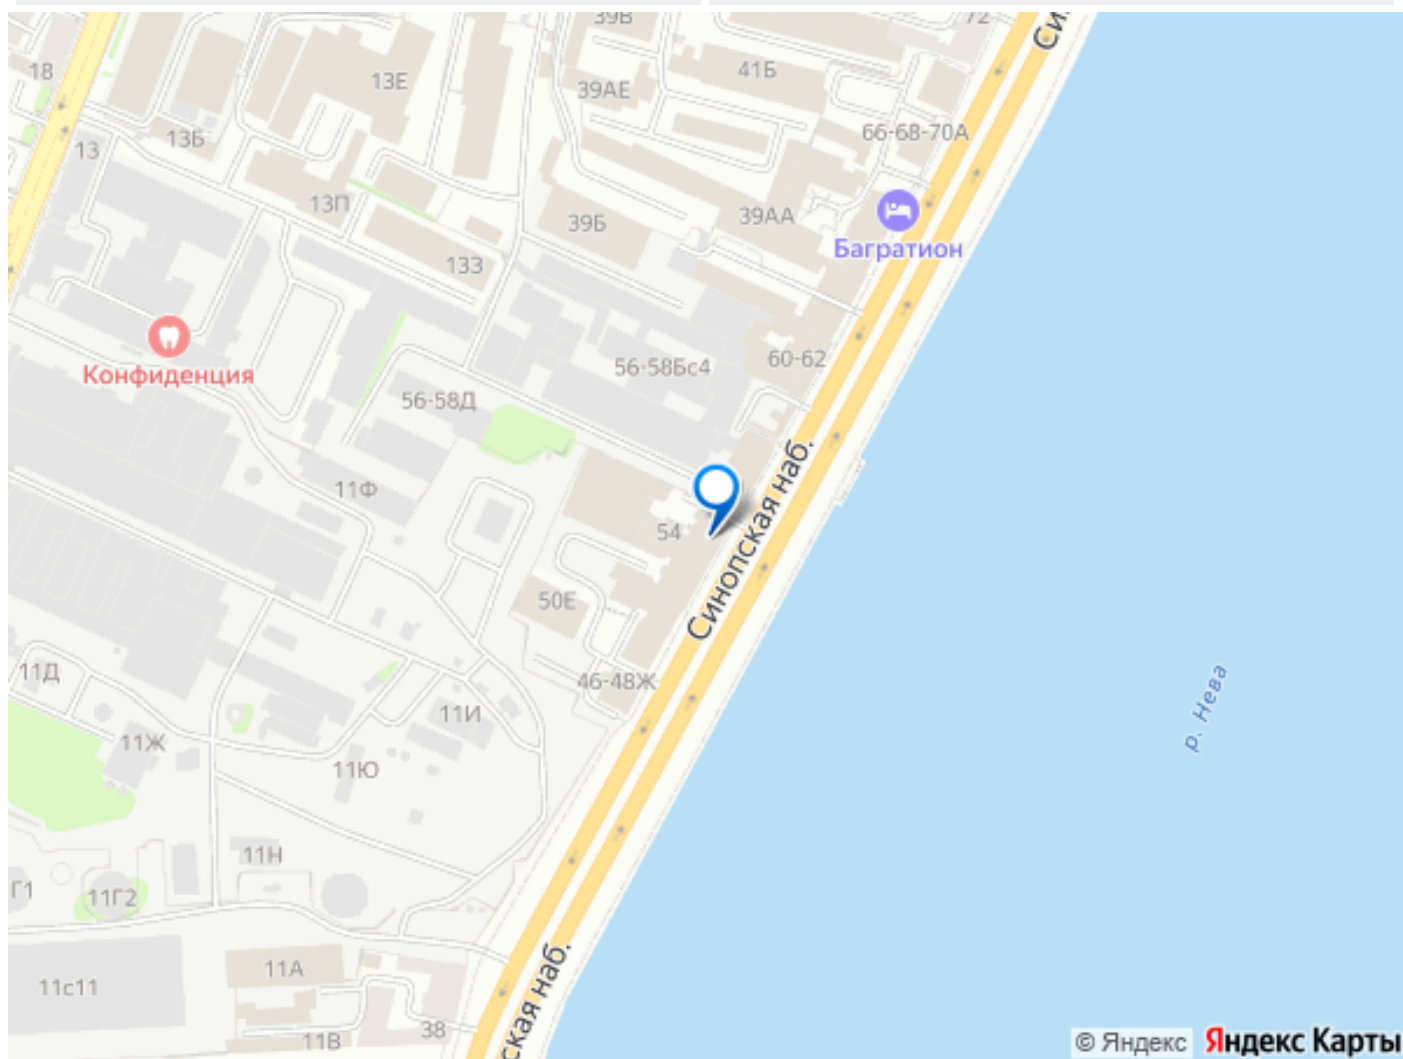 39В
72
Си
18
13Е
41Б
39АЕ
66-68-70А
13Б
13
13П
39Б
39АА
Багратион
133
Конфиденция
56-58Бс4
60-62
56-58Д
Синопская наб.
11Ф
54
50Е
46-48Ж
11Д
11И
р. Нева
11Ж
11Ю
11Н
Г1
11Г2
ская наб.
11А
11с11
38
11В
© Яндекс Яндекс Карты